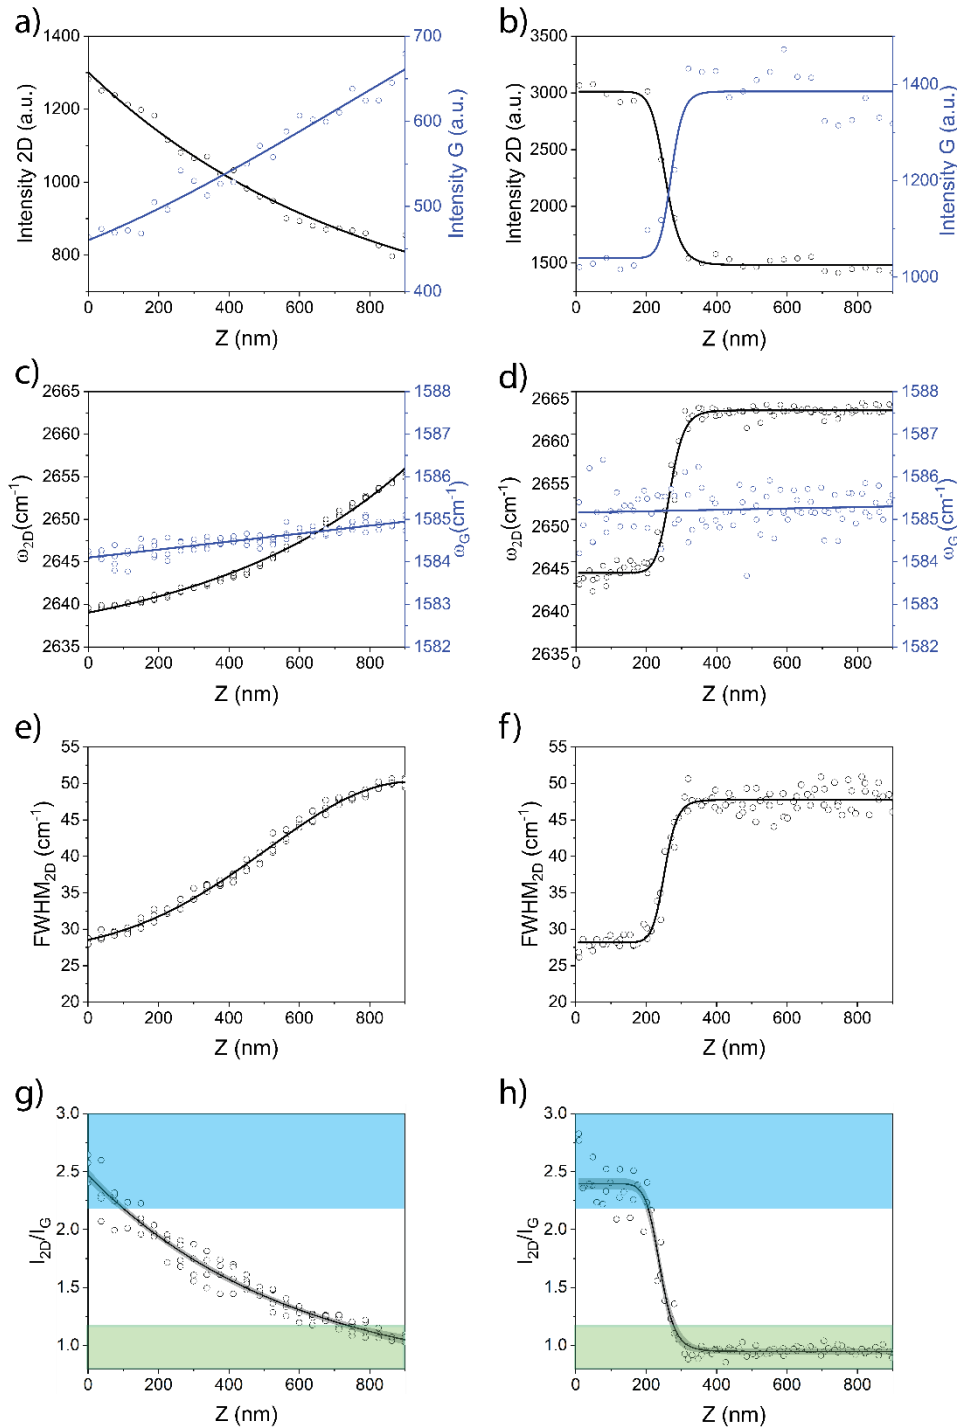 a)
1400
1200
1000
800
Intensity 2D (a.u.)
700
600
500
400
Intensity G (a.u.)
0 200 400 600 800
Z (nm)
b)
3500
3000
2500
2000
1500
Intensity 2D (a.u.)
1400
1200
1000
Intensity G (a.u.)
0 200 400 600 800
Z (nm)
c)
2665
2660
2655
2650
2645
2640
2635
ω2D(cm-1)
1588
1587
1586
1585
1584
1583
1582
ωG(cm-1)
0 200 400 600 800
Z (nm)
d)
2665
2660
2655
2650
2645
2640
2635
ω2D(cm-1)
1588
1587
1586
1585
1584
1583
1582
ωG(cm-1)
0 200 400 600 800
Z (nm)
e)
55
50
45
40
35
30
25
20
FWHM2D (cm-1)
0 200 400 600 800
Z (nm)
f)
55
50
45
40
35
30
25
20
FWHM2D (cm-1)
0 200 400 600 800
Z (nm)
g)
3.0
2.5
2.0
1.5
1.0
I2D/IG
0 200 400 600 800
Z (nm)
h)
3.0
2.5
2.0
1.5
1.0
I2D/IG
0 200 400 600 800
Z (nm)